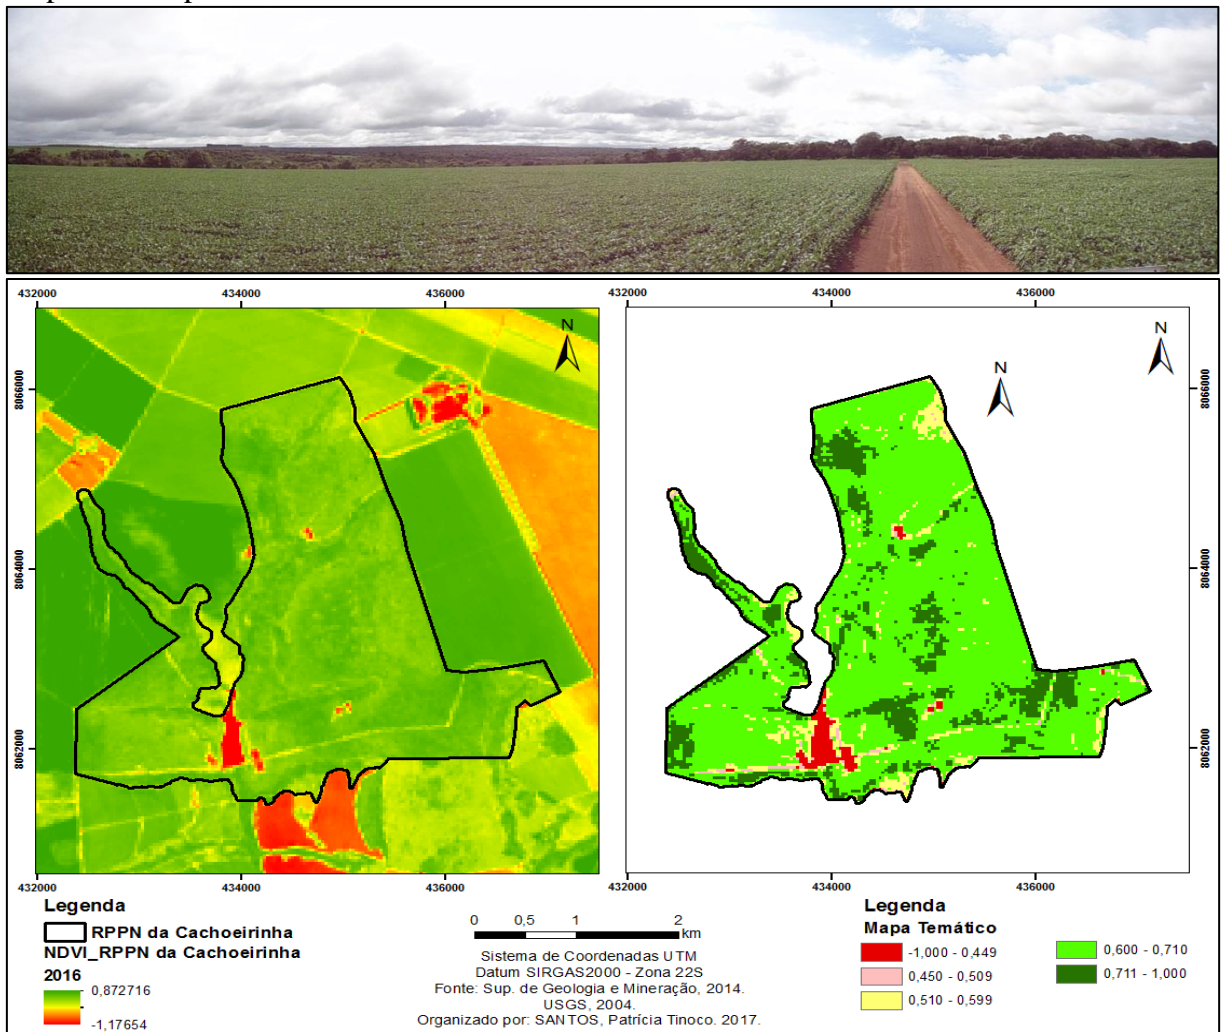 432000 434000 436000
432000 434000 436000
N
N
N
8066000
8066000
8064000
8064000
8062000
8062000
432000 434000 436000
432000 434000 436000
Legenda
RPPN da Cachoeirinha
NDVI_RPPN da Cachoeirinha
2016
0,872716
-1,17654
0 0,5 1 2
km
Sistema de Coordenadas UTM
Datum SIRGAS2000 - Zona 22S
Fonte: Sup. de Geologia e Mineração, 2014.
USGS, 2004.
Organizado por: SANTOS, Patrícia Tinoco. 2017.
Legenda
Mapa Temático
-1,000 - 0,449
0,450 - 0,509
0,510 - 0,599
0,600 - 0,710
0,711 - 1,000